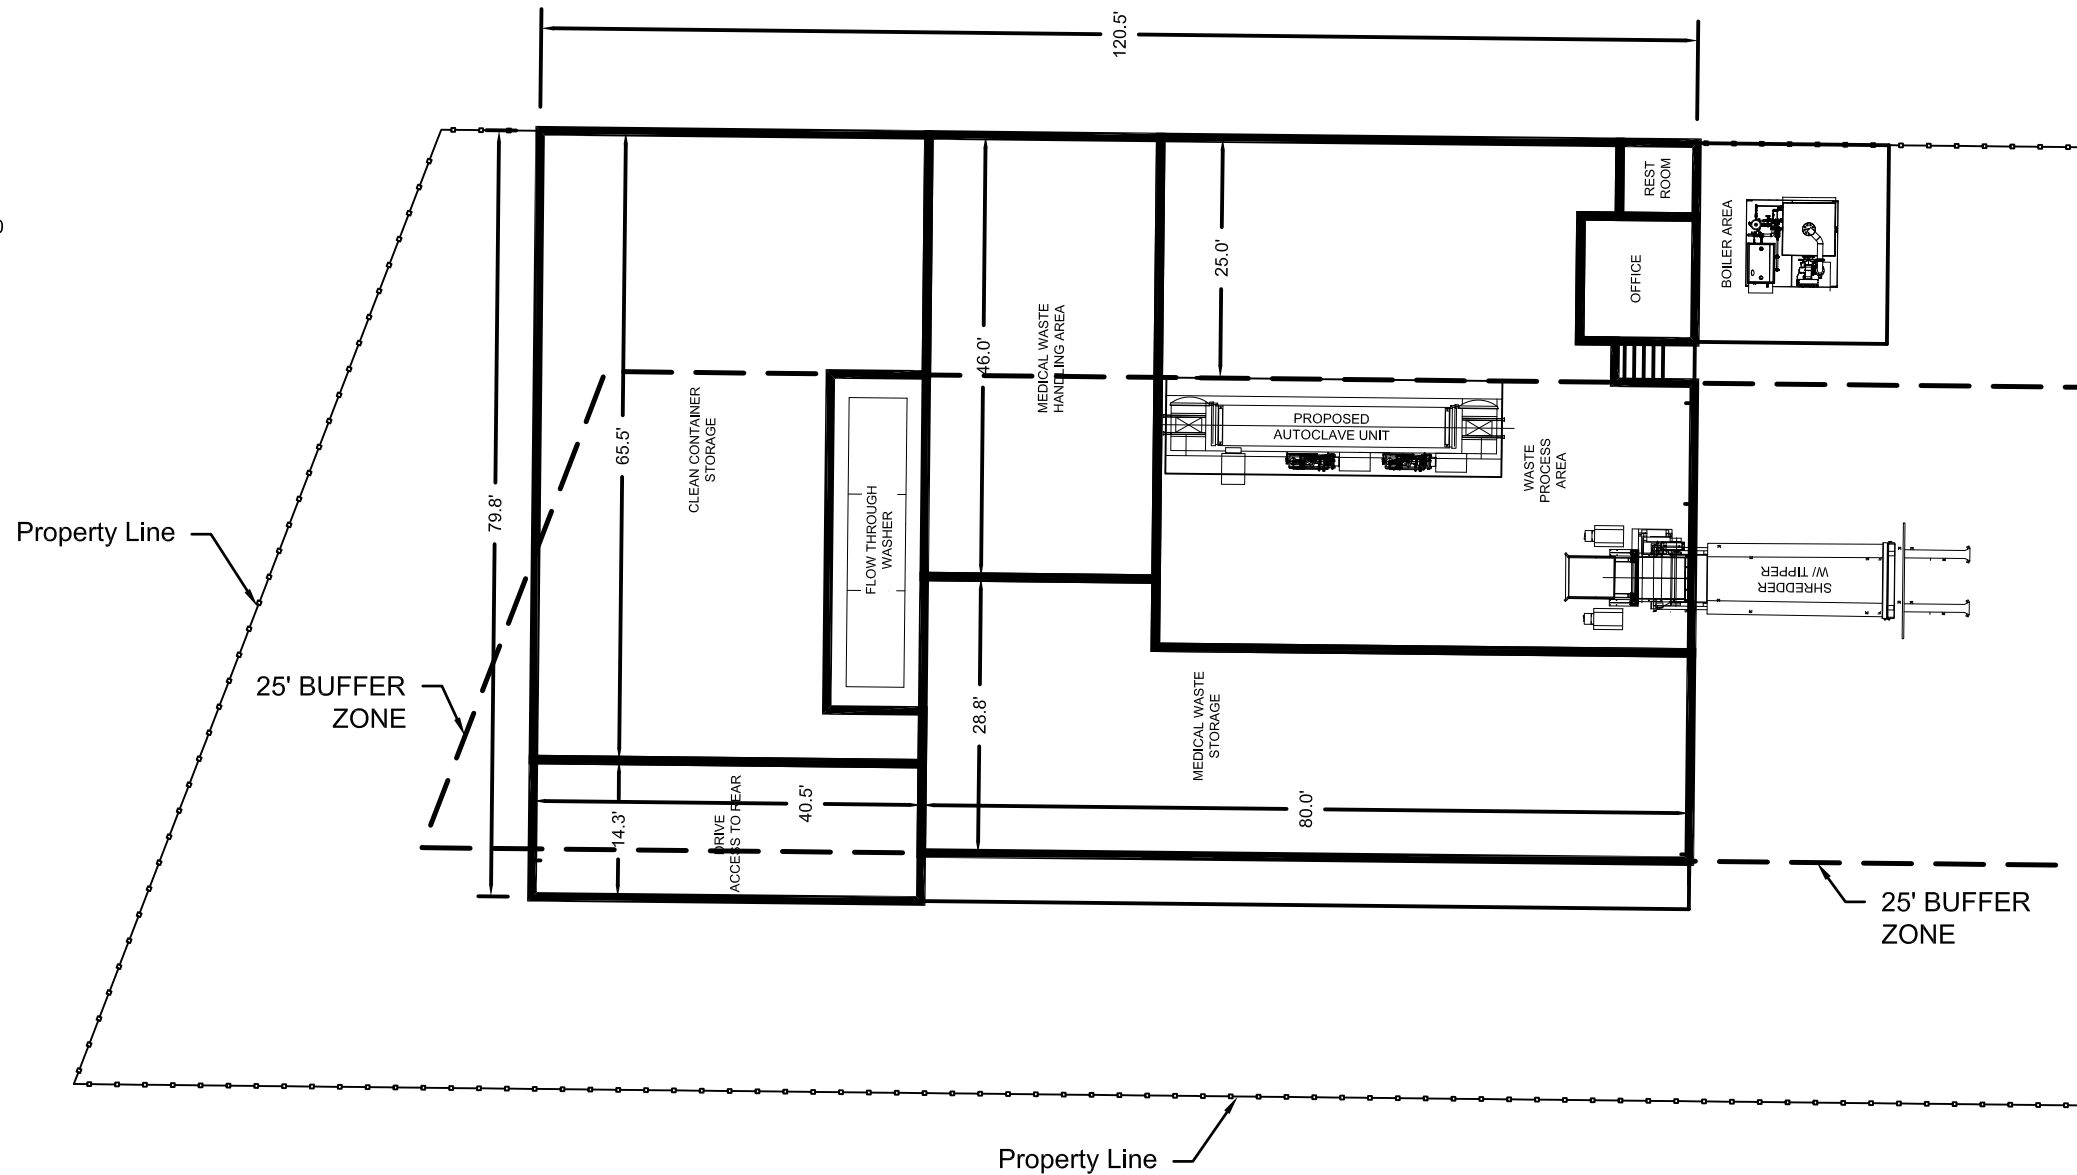 120.5'
REST
ROOM
BOILER AREA
OFFICE
25.0'
46.0'
MEDICAL WASTE
HANDLING AREA
65.5'
79.8'
CLEAN CONTAINER
STORAGE
PROPOSED
AUTOCLAVE UNIT
WASTE
PROCESS
AREA
FLOW THROUGH
WASHER
Property Line
SHREDDER
W/ TIPPER
25' BUFFER
ZONE
28.8'
MEDICAL WASTE
STORAGE
40.5'
80.0'
14.3'
DRIVE
ACCESS TO REAR
25' BUFFER
ZONE
Property Line